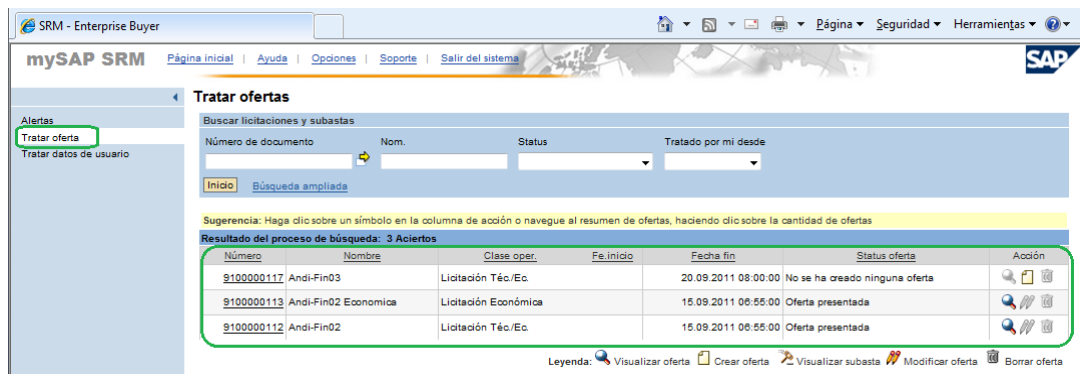 SRM - Enterprise Buyer
Página Seguridad Herramientas
mySAP SRM Página inicial | Ayuda | Opciones | Soporte | Salir del sistema SAP
Tratar ofertas
Alertas
Tratar oferta
Tratar datos de usuario
Buscar licitaciones y subastas
Número de documento Nom. Status Tratado por mi desde
Inicio Búsqueda ampliada
Sugerencia: Haga clic sobre un símbolo en la columna de acción o navegue al resumen de ofertas, haciendo clic sobre la cantidad de ofertas
Resultado del proceso de búsqueda: 3 Aciertos
Número Nombre Clase oper. Fe.inicio Fecha fin Status oferta Acción
9100000117 Andi-Fin03 Licitación Téc./Ec. 20.09.2011 08:00:00 No se ha creado ninguna oferta
9100000113 Andi-Fin02 Economica Licitación Económica 15.09.2011 06:55:00 Oferta presentada
9100000112 Andi-Fin02 Licitación Téc./Ec. 15.09.2011 06:55:00 Oferta presentada
Leyenda: Visualizar oferta Crear oferta Visualizar subasta Modificar oferta Borrar oferta